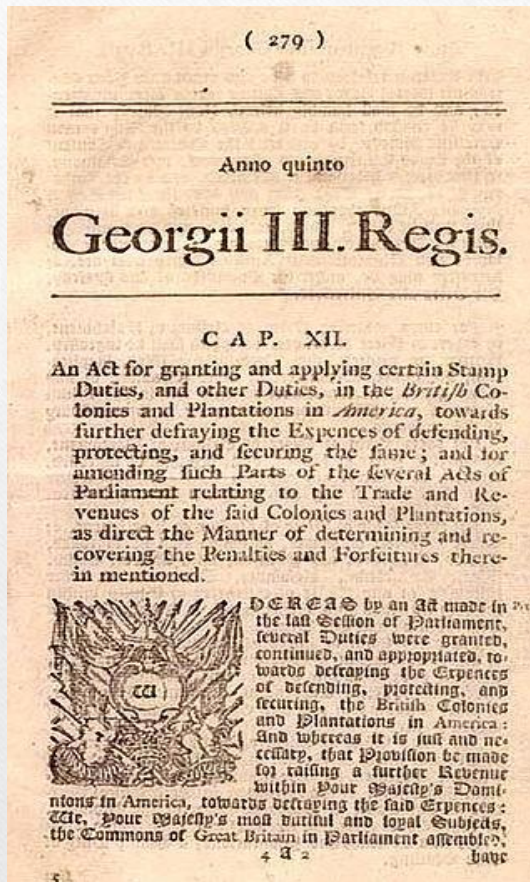 ( 279 )
Anno quinto
Georgii III. Regis.
C A P. XII.
An Act for granting and applying certain Stamp
Duties, and other Duties, in the Britiſh Co-
lonies and Plantations in America, towards
further defraying the Expences of defending,
protecting, and ſecuring the ſame; and for
amending ſuch Parts of the ſeveral Acts of
Parliament relating to the Trade and Re-
venues of the ſaid Colonies and Plantations,
as direct the Manner of determining and re-
covering the Penalties and Forfeitures there-
in mentioned.
WHEREAS by an Act made in
the laſt Seſſion of Parliament,
ſeveral Duties were granted,
continued, and appropriated, to-
wards defraying the Expences
of defending, protecting, and
ſecuring, the Britiſh Colonies
and Plantations in America:
And whereas it is juſt and ne-
ceſſary, that Proviſion be made
for raiſing a further Revenue
within Your Majeſty's Domi-
nions in America, towards defraying the ſaid Expences:
We, Your Majeſty's moſt dutiful and loyal Subjects,
the Commons of Great Britain in Parliament aſſembled,
4 A 2 have